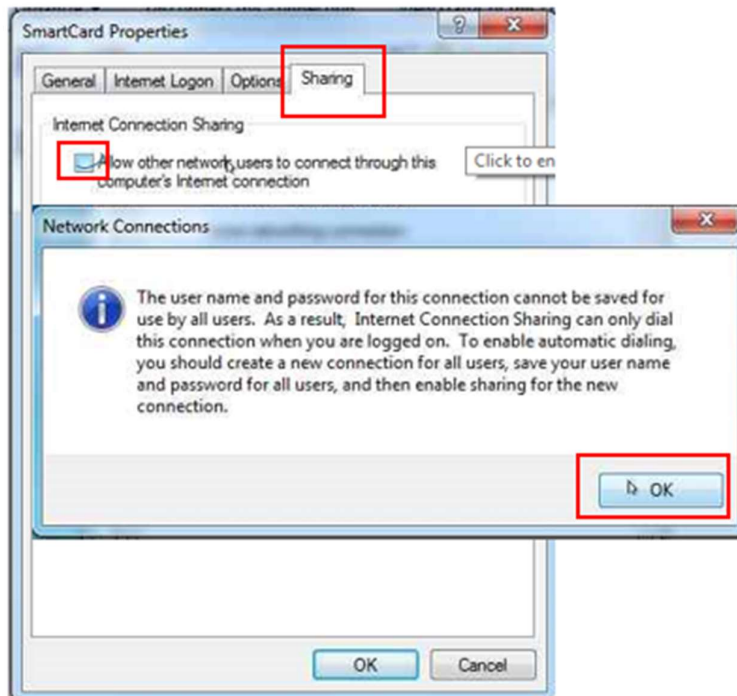 SmartCard Properties
General Internet Logon Options Sharing
Internet Connection Sharing
Allow other network users to connect through this
computer's Internet connection
Click to en
Network Connections
The user name and password for this connection cannot be saved for
use by all users. As a result, Internet Connection Sharing can only dial
this connection when you are logged on. To enable automatic dialing,
you should create a new connection for all users, save your user name
and password for all users, and then enable sharing for the new
connection.
OK
OK Cancel